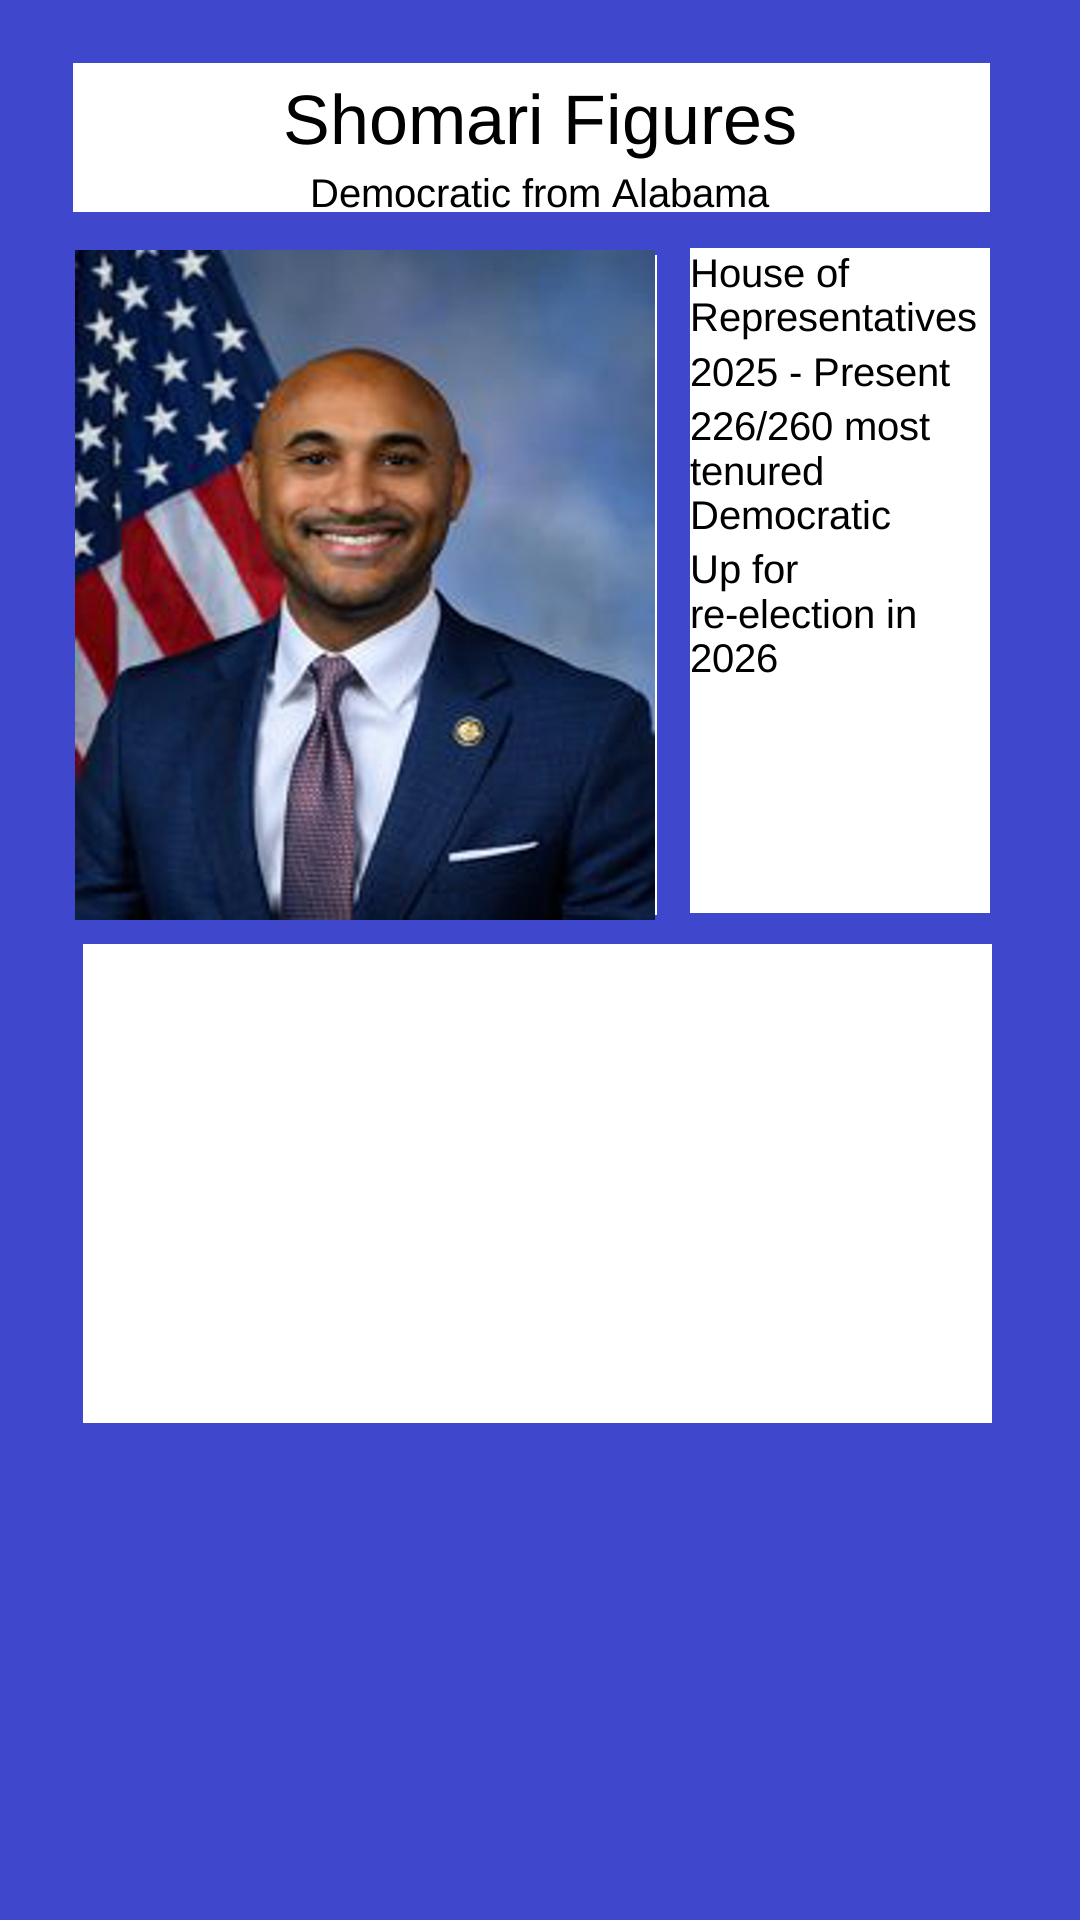 Shomari Figures
Democratic from Alabama
House of
Representatives
2025 - Present
226/260 most
tenured
Democratic
Up for
re-election in
2026